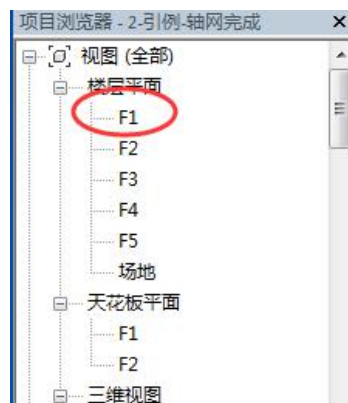 项目浏览器 - 2-引例-轴网完成
视图 (全部)
楼层平面
F1
F2
F3
F4
F5
场地
天花板平面
F1
F2
三维视图